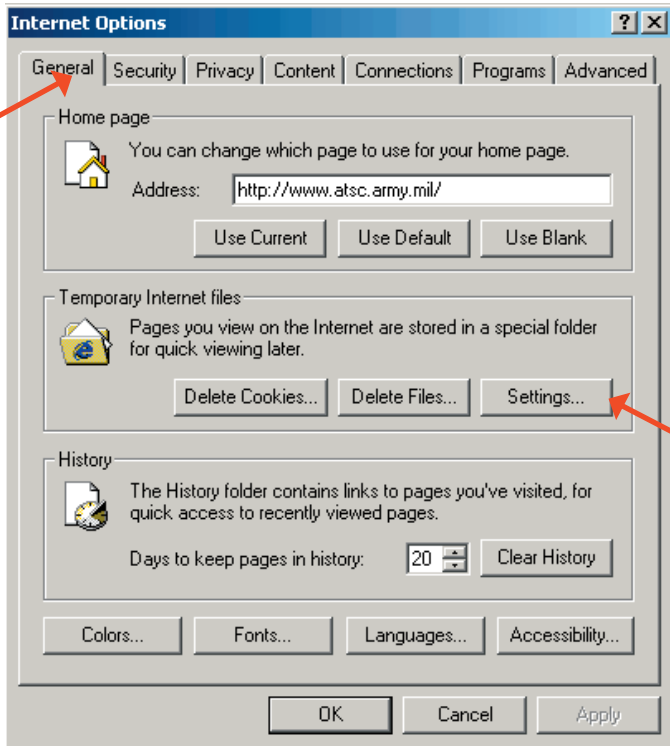 Internet Options ? X
General Security Privacy Content Connections Programs Advanced
Home page
You can change which page to use for your home page.
Address: http://www.atsc.army.mil/
Use Current Use Default Use Blank
Temporary Internet files
Pages you view on the Internet are stored in a special folder
for quick viewing later.
Delete Cookies... Delete Files... Settings...
History
The History folder contains links to pages you've visited, for
quick access to recently viewed pages.
Days to keep pages in history: 20 Clear History
Colors... Fonts... Languages... Accessibility...
OK Cancel Apply